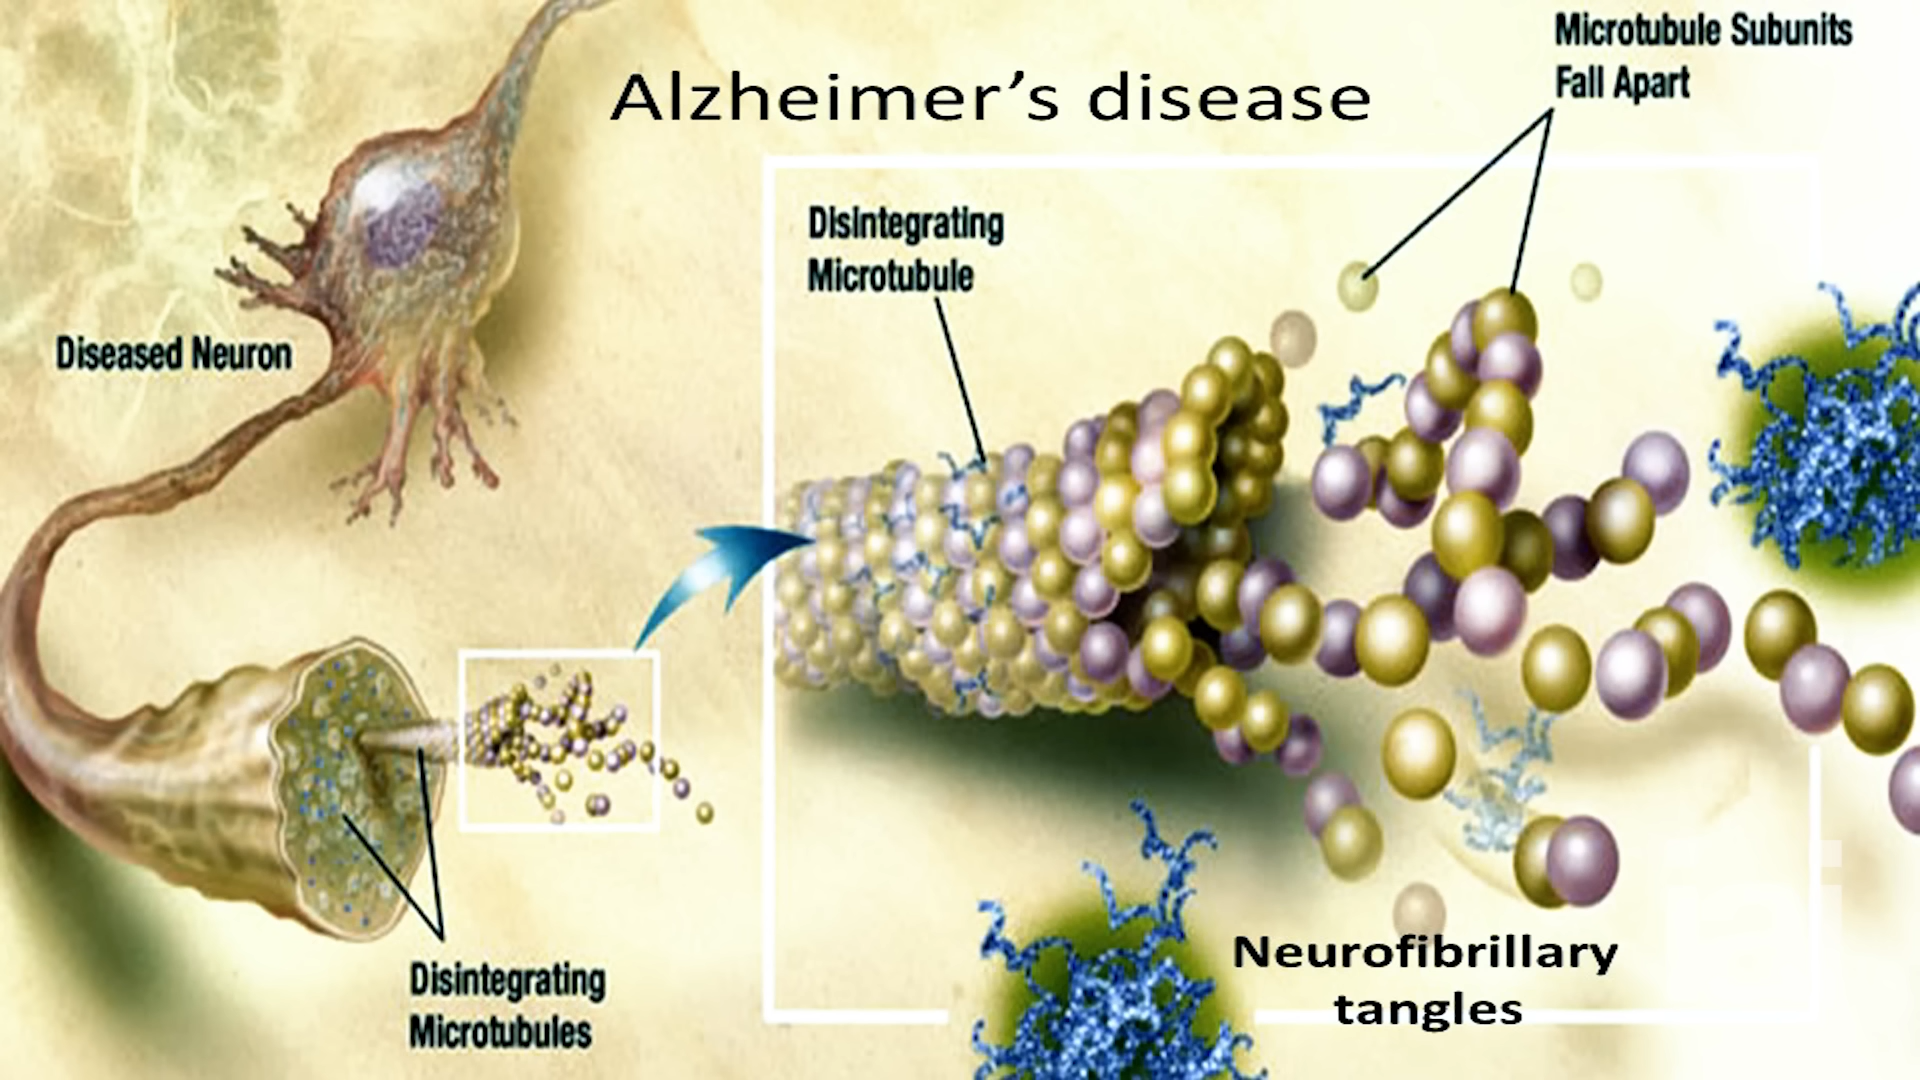 Microtubule Subunits
Fall Apart
Alzheimer’s disease
Disintegrating
Microtubule
Diseased Neuron
Neurofibrillary
tangles
Disintegrating
Microtubules